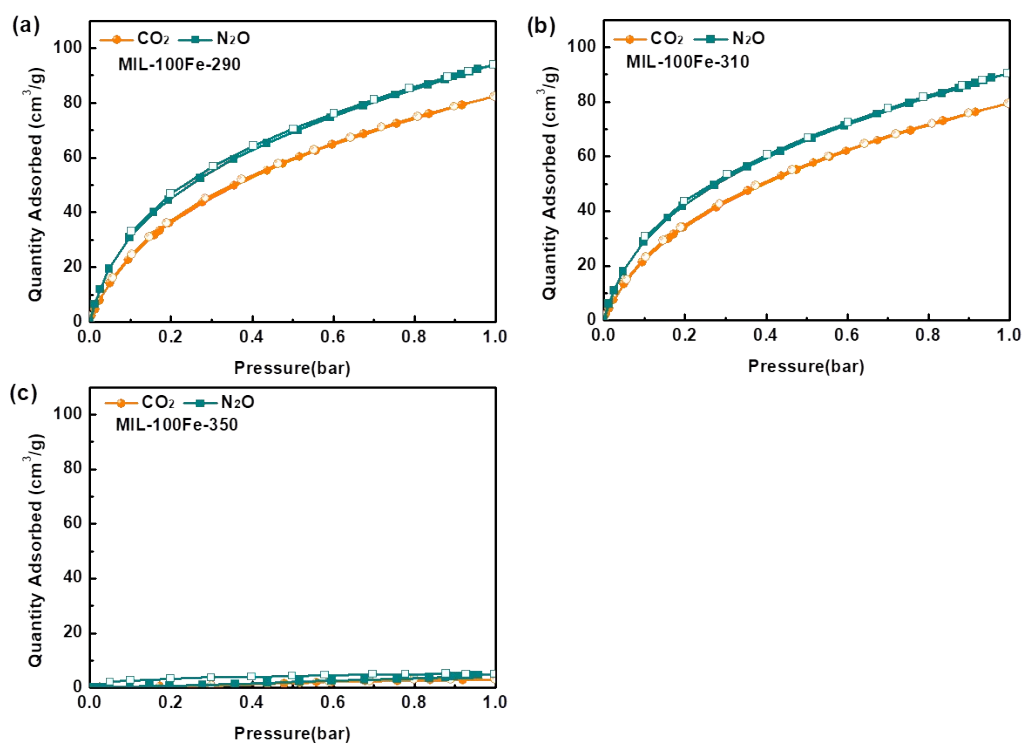 (a)
CO₂ N₂O
MIL-100Fe-290
Quantity Adsorbed (cm³/g)
100
80
60
40
20
0
0.0 0.2 0.4 0.6 0.8 1.0
Pressure(bar)
(b)
CO₂ N₂O
MIL-100Fe-310
Quantity Adsorbed (cm³/g)
100
80
60
40
20
0
0.0 0.2 0.4 0.6 0.8 1.0
Pressure(bar)
(c)
CO₂ N₂O
MIL-100Fe-350
Quantity Adsorbed (cm³/g)
100
80
60
40
20
0
0.0 0.2 0.4 0.6 0.8 1.0
Pressure(bar)